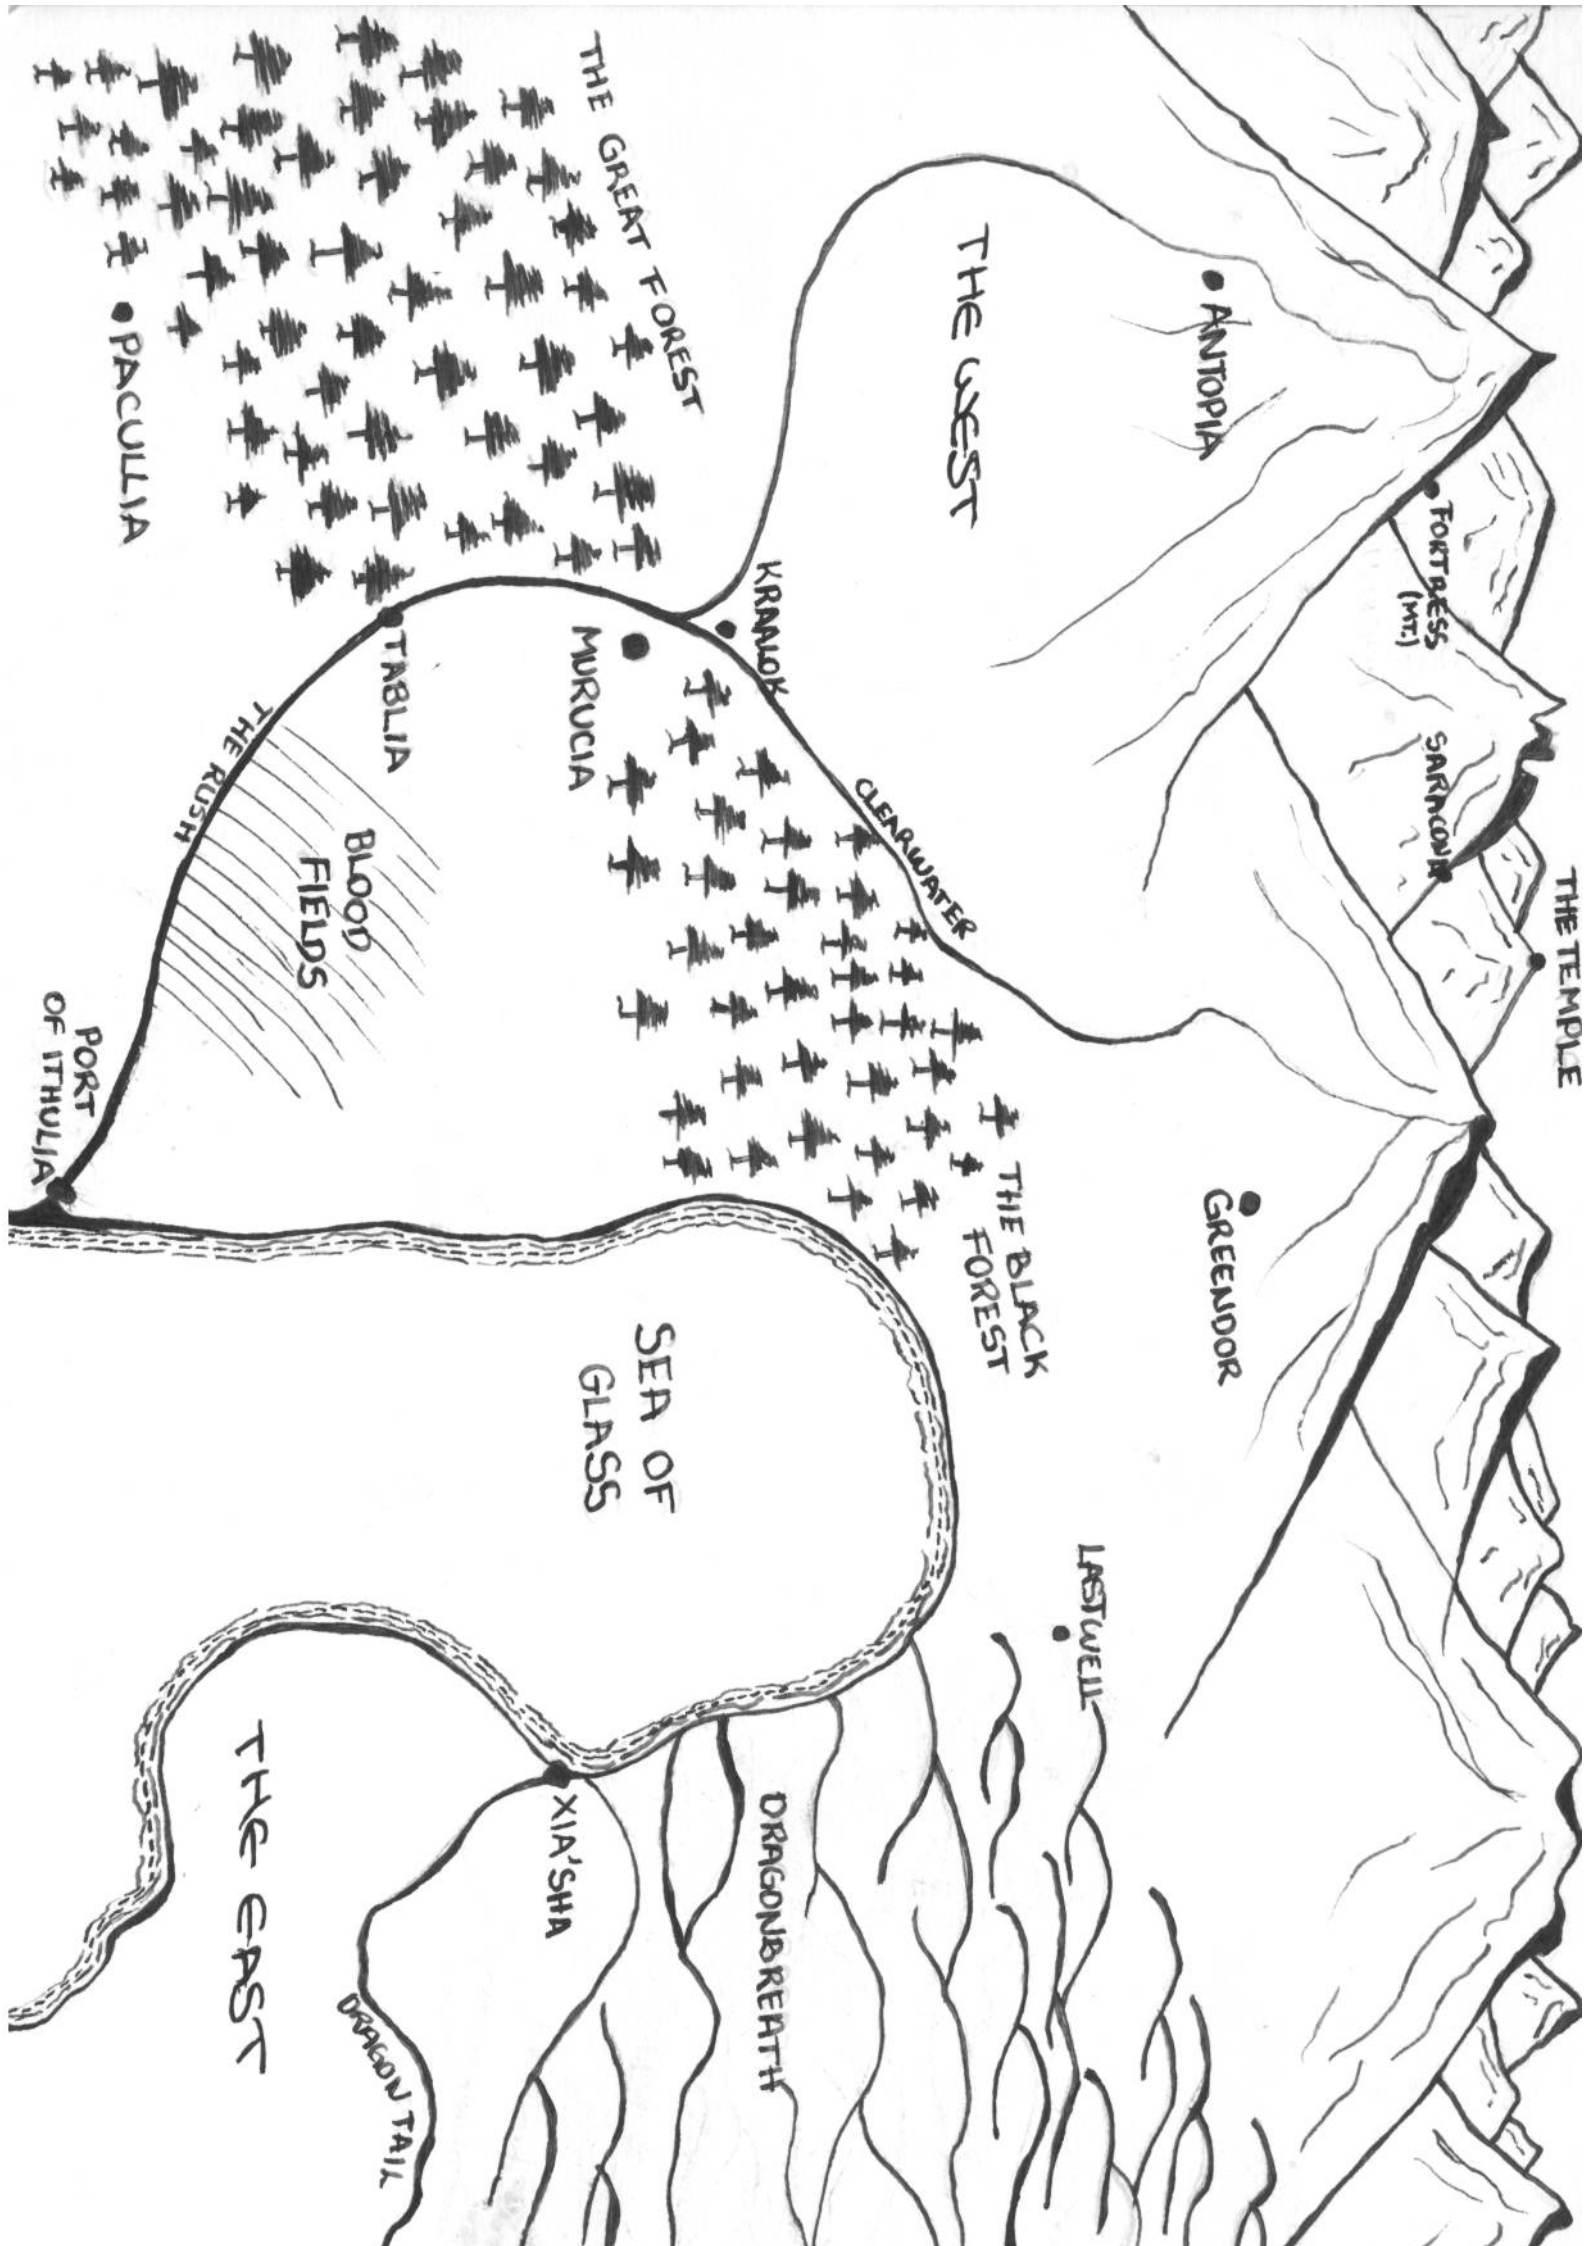 THE TEMPLE
FORTRESS
(MT.)
SARACONA
ANTOPIA
GREENDOR
LASTWELL
THE WEST
CLEARWATER
THE BLACK
FOREST
KRAALOK
DRAGONBREATH
THE GREAT FOREST
MURUCIA
SEA OF
GLASS
XIA'SHA
TABLIA
BLOOD
FIELDS
DRAGON TAIL
THE RUSH
THE EAST
PACULLIA
PORT
OF ITHULIA